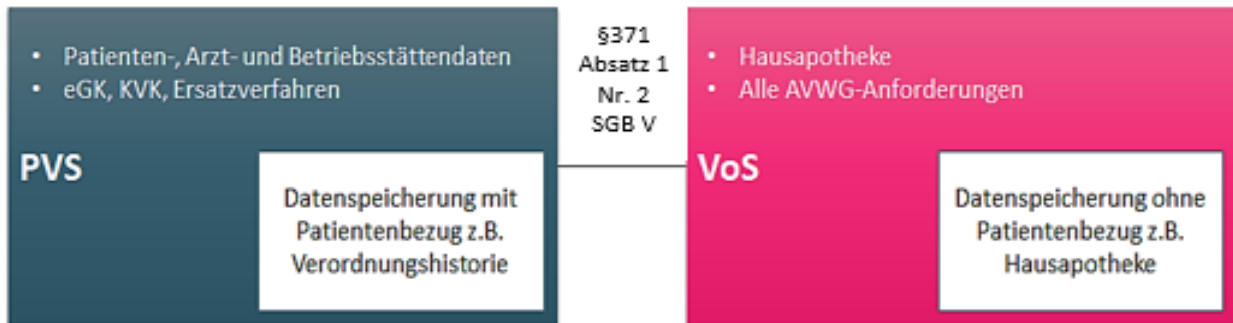 • Patienten-, Arzt- und Betriebsstättendaten
• eGK, KVK, Ersatzverfahren
PVS
Datenspeicherung mit
Patientenbezug z.B.
Verordnungshistorie
§371
Absatz 1
Nr. 2
SGB V
• Hausapotheke
• Alle AVWG-Anforderungen
VoS
Datenspeicherung ohne
Patientenbezug z.B.
Hausapotheke